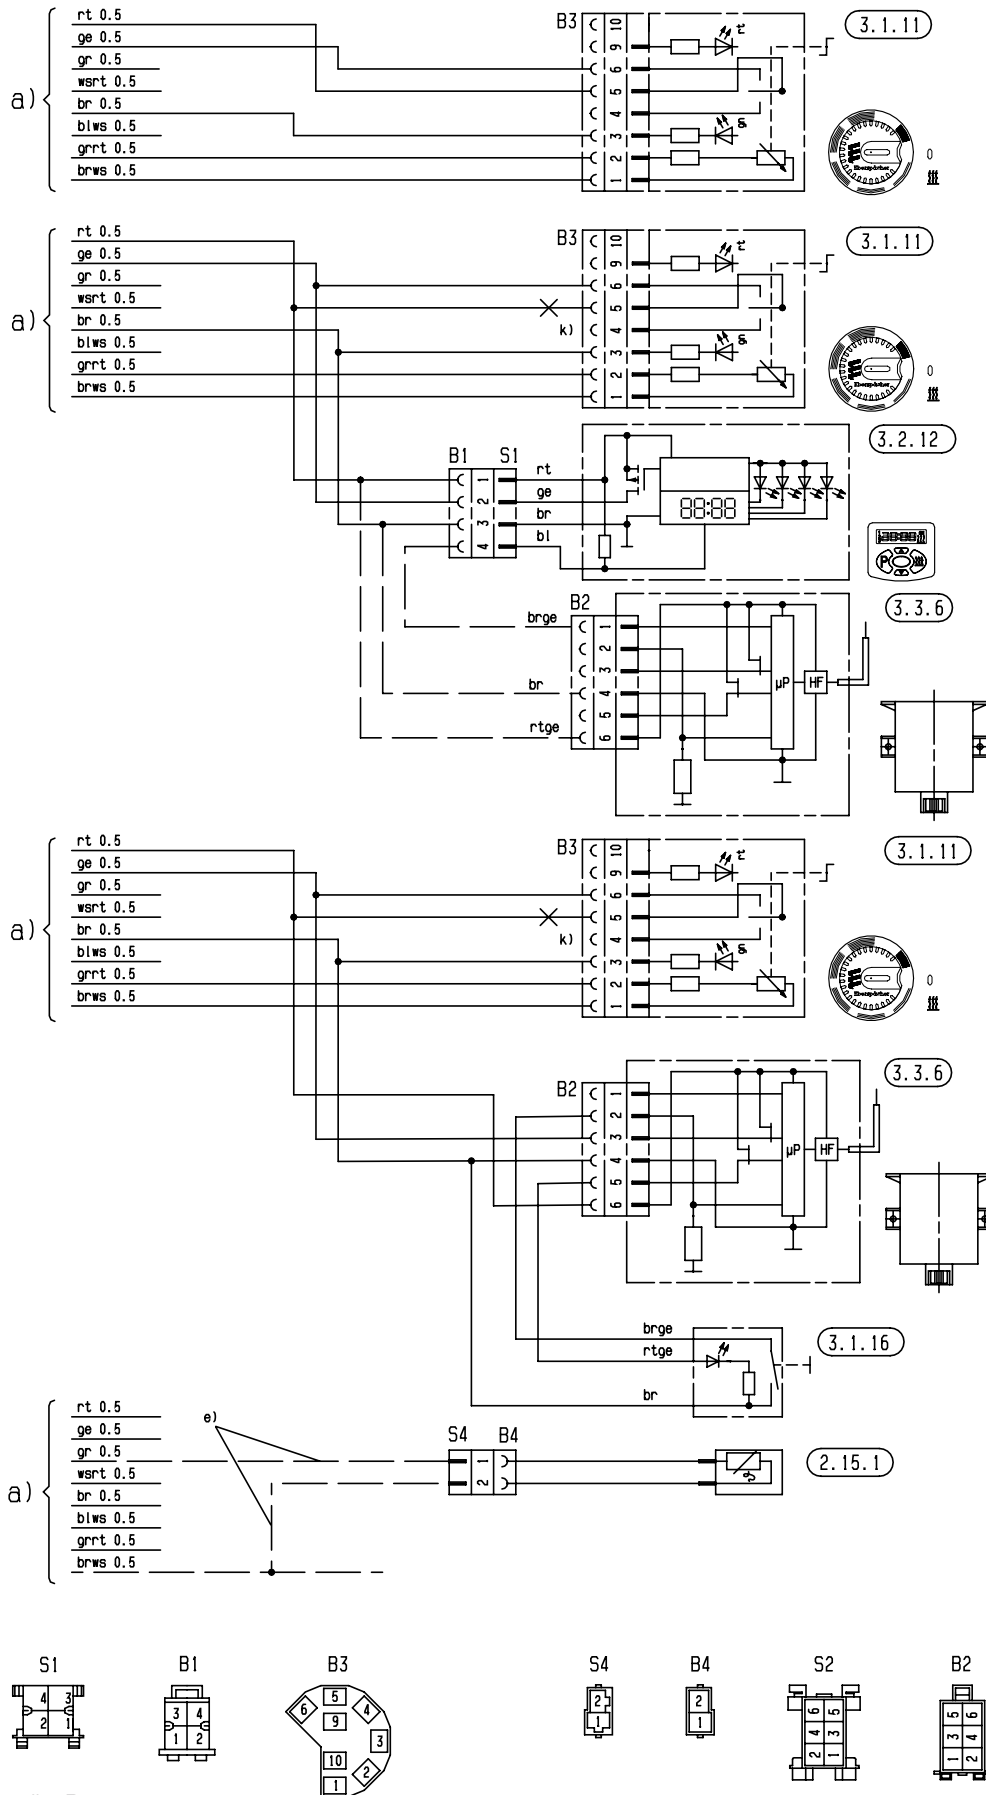 rt 0.5
ge 0.5
gr 0.5
wsrt 0.5
br 0.5
blws 0.5
grrt 0.5
brws 0.5
a)
B3
10
9
6
5
4
3
2
1
rt
gn
3.1.11
Eberspächer
0
rt 0.5
ge 0.5
gr 0.5
wsrt 0.5
br 0.5
blws 0.5
grrt 0.5
brws 0.5
a)
k)
B3
10
9
6
5
4
3
2
1
rt
gn
3.1.11
Eberspächer
0
B1 S1
1
2
3
4
rt
ge
br
bl
88:88
3.2.12
88:88
P
brge
br
rtge
B2
1
2
3
4
5
6
µP
HF
3.3.6
rt 0.5
ge 0.5
gr 0.5
wsrt 0.5
br 0.5
blws 0.5
grrt 0.5
brws 0.5
a)
k)
B3
10
9
6
5
4
3
2
1
rt
gn
3.1.11
Eberspächer
0
B2
1
2
3
4
5
6
µP
HF
3.3.6
brge
rtge
br
3.1.16
rt 0.5
ge 0.5
gr 0.5
wsrt 0.5
br 0.5
blws 0.5
grrt 0.5
brws 0.5
a)
e)
S4 B4
1
2
ϑ
2.15.1
S1
4 3
2 1
B1
3 4
1 2
B3
6 5 4
9 3
10 2
1
S4
2
1
B4
2
1
S2
6 5
4 3
2 1
B2
5 6
3 4
1 2